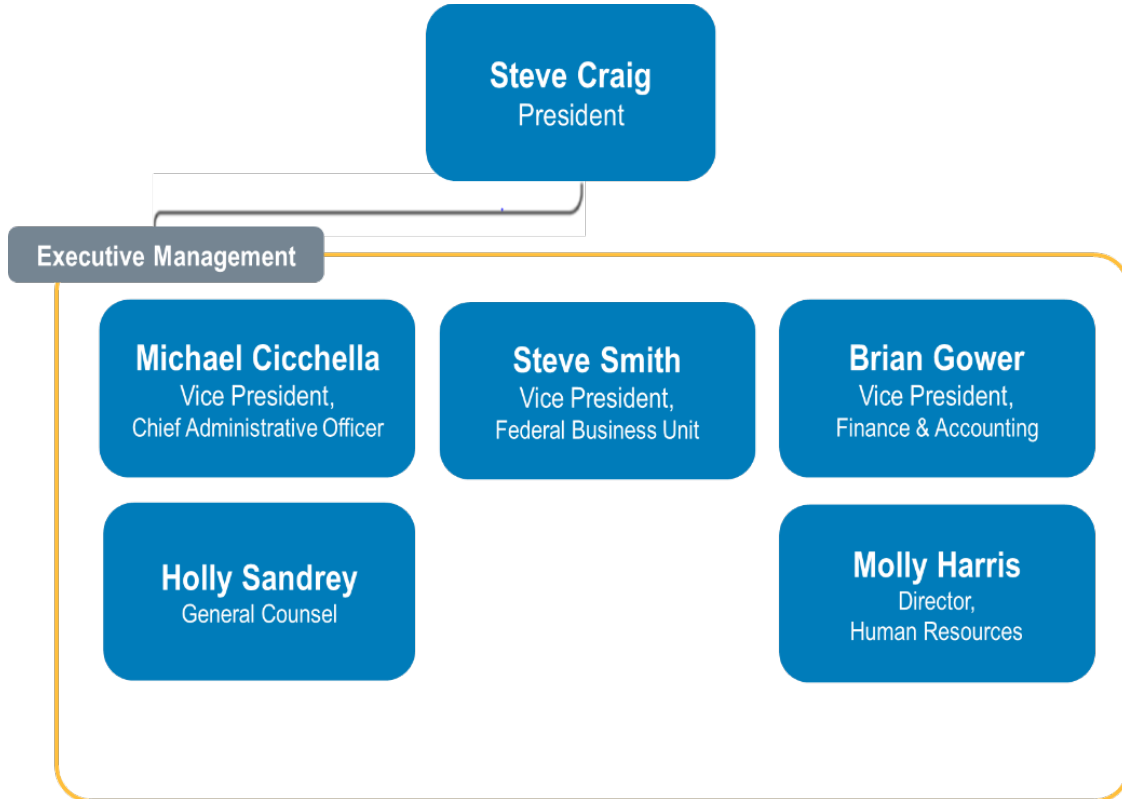 Steve Craig
President
Executive Management
Michael Cicchella
Vice President,
Chief Administrative Officer
Steve Smith
Vice President,
Federal Business Unit
Brian Gower
Vice President,
Finance & Accounting
Holly Sandrey
General Counsel
Molly Harris
Director,
Human Resources